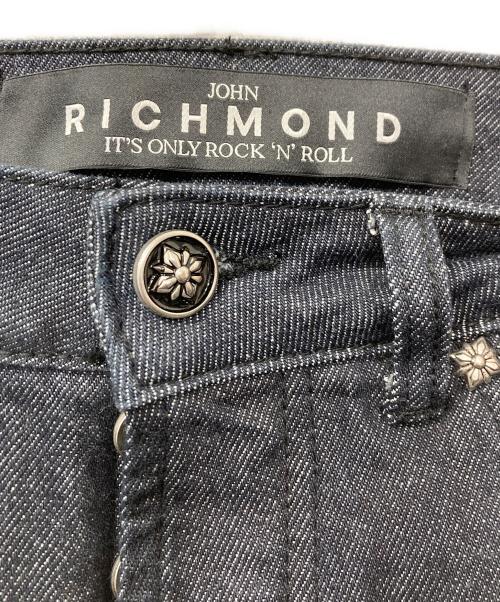 JOHN
RICHMOND
IT'S ONLY ROCK 'N' ROLL